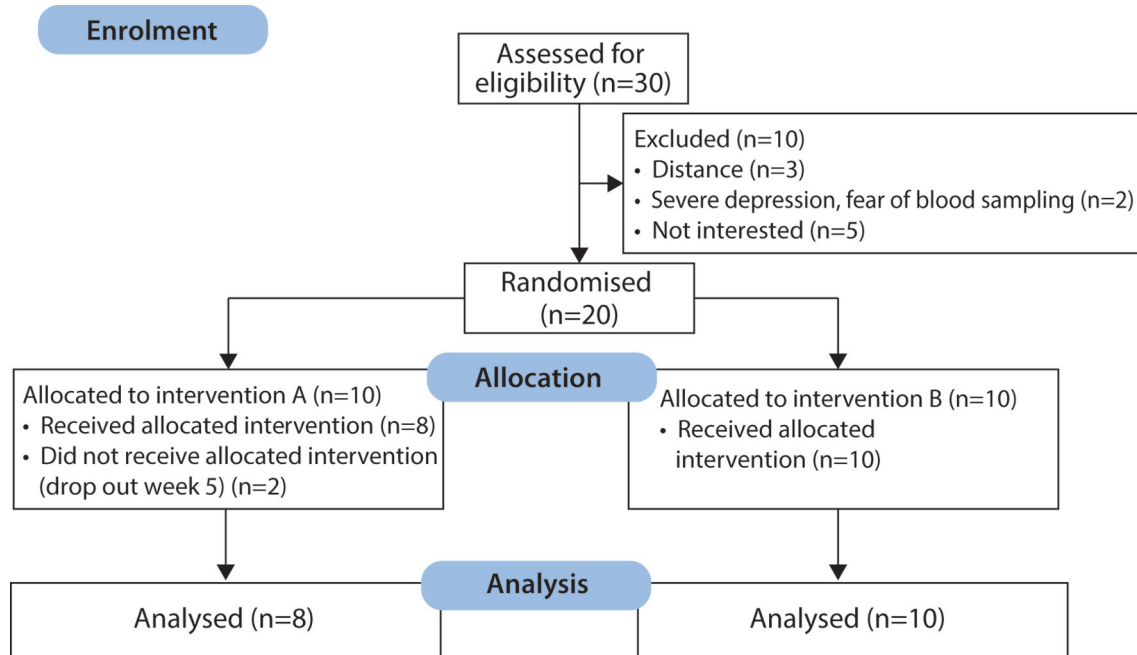 Enrolment
Assessed for
eligibility (n=30)
Excluded (n=10)
• Distance (n=3)
• Severe depression, fear of blood sampling (n=2)
• Not interested (n=5)
Randomised
(n=20)
Allocation
Allocated to intervention A (n=10)
• Received allocated intervention (n=8)
• Did not receive allocated intervention
(drop out week 5) (n=2)
Allocated to intervention B (n=10)
• Received allocated
intervention (n=10)
Analysis
Analysed (n=8)
Analysed (n=10)